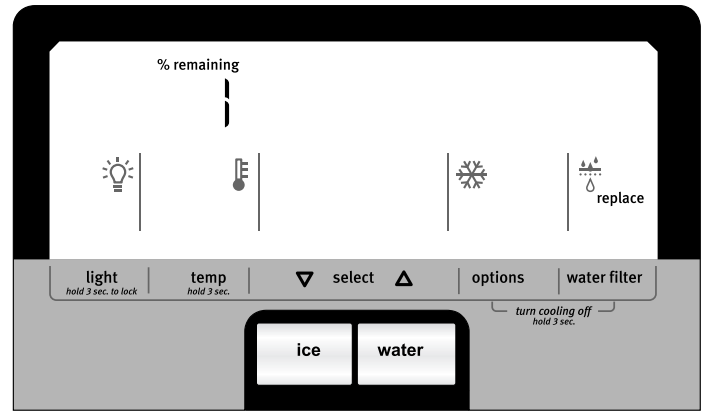 % remaining
1
replace
light
hold 3 sec. to lock
temp
hold 3 sec.
select
options
water filter
turn cooling off
hold 3 sec.
ice
water